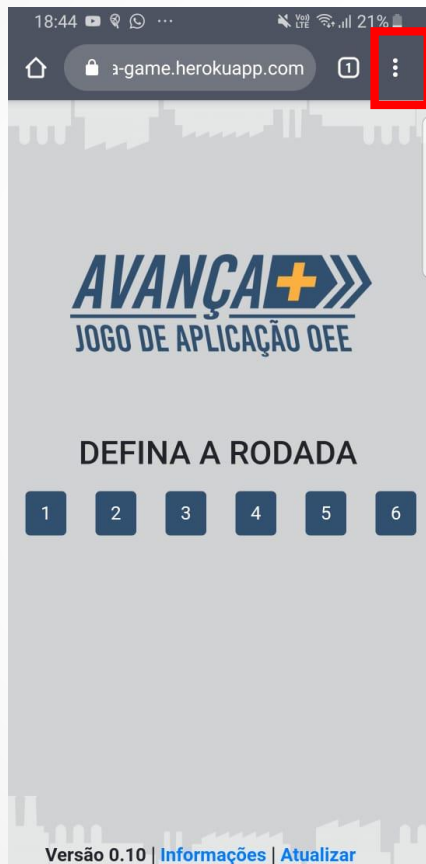 18:44 ... 21%
a-game.herokuapp.com 1
AVANÇA+
JOGO DE APLICAÇÃO OEE
DEFINA A RODADA
1 2 3 4 5 6
Versão 0.10 | Informações | Atualizar